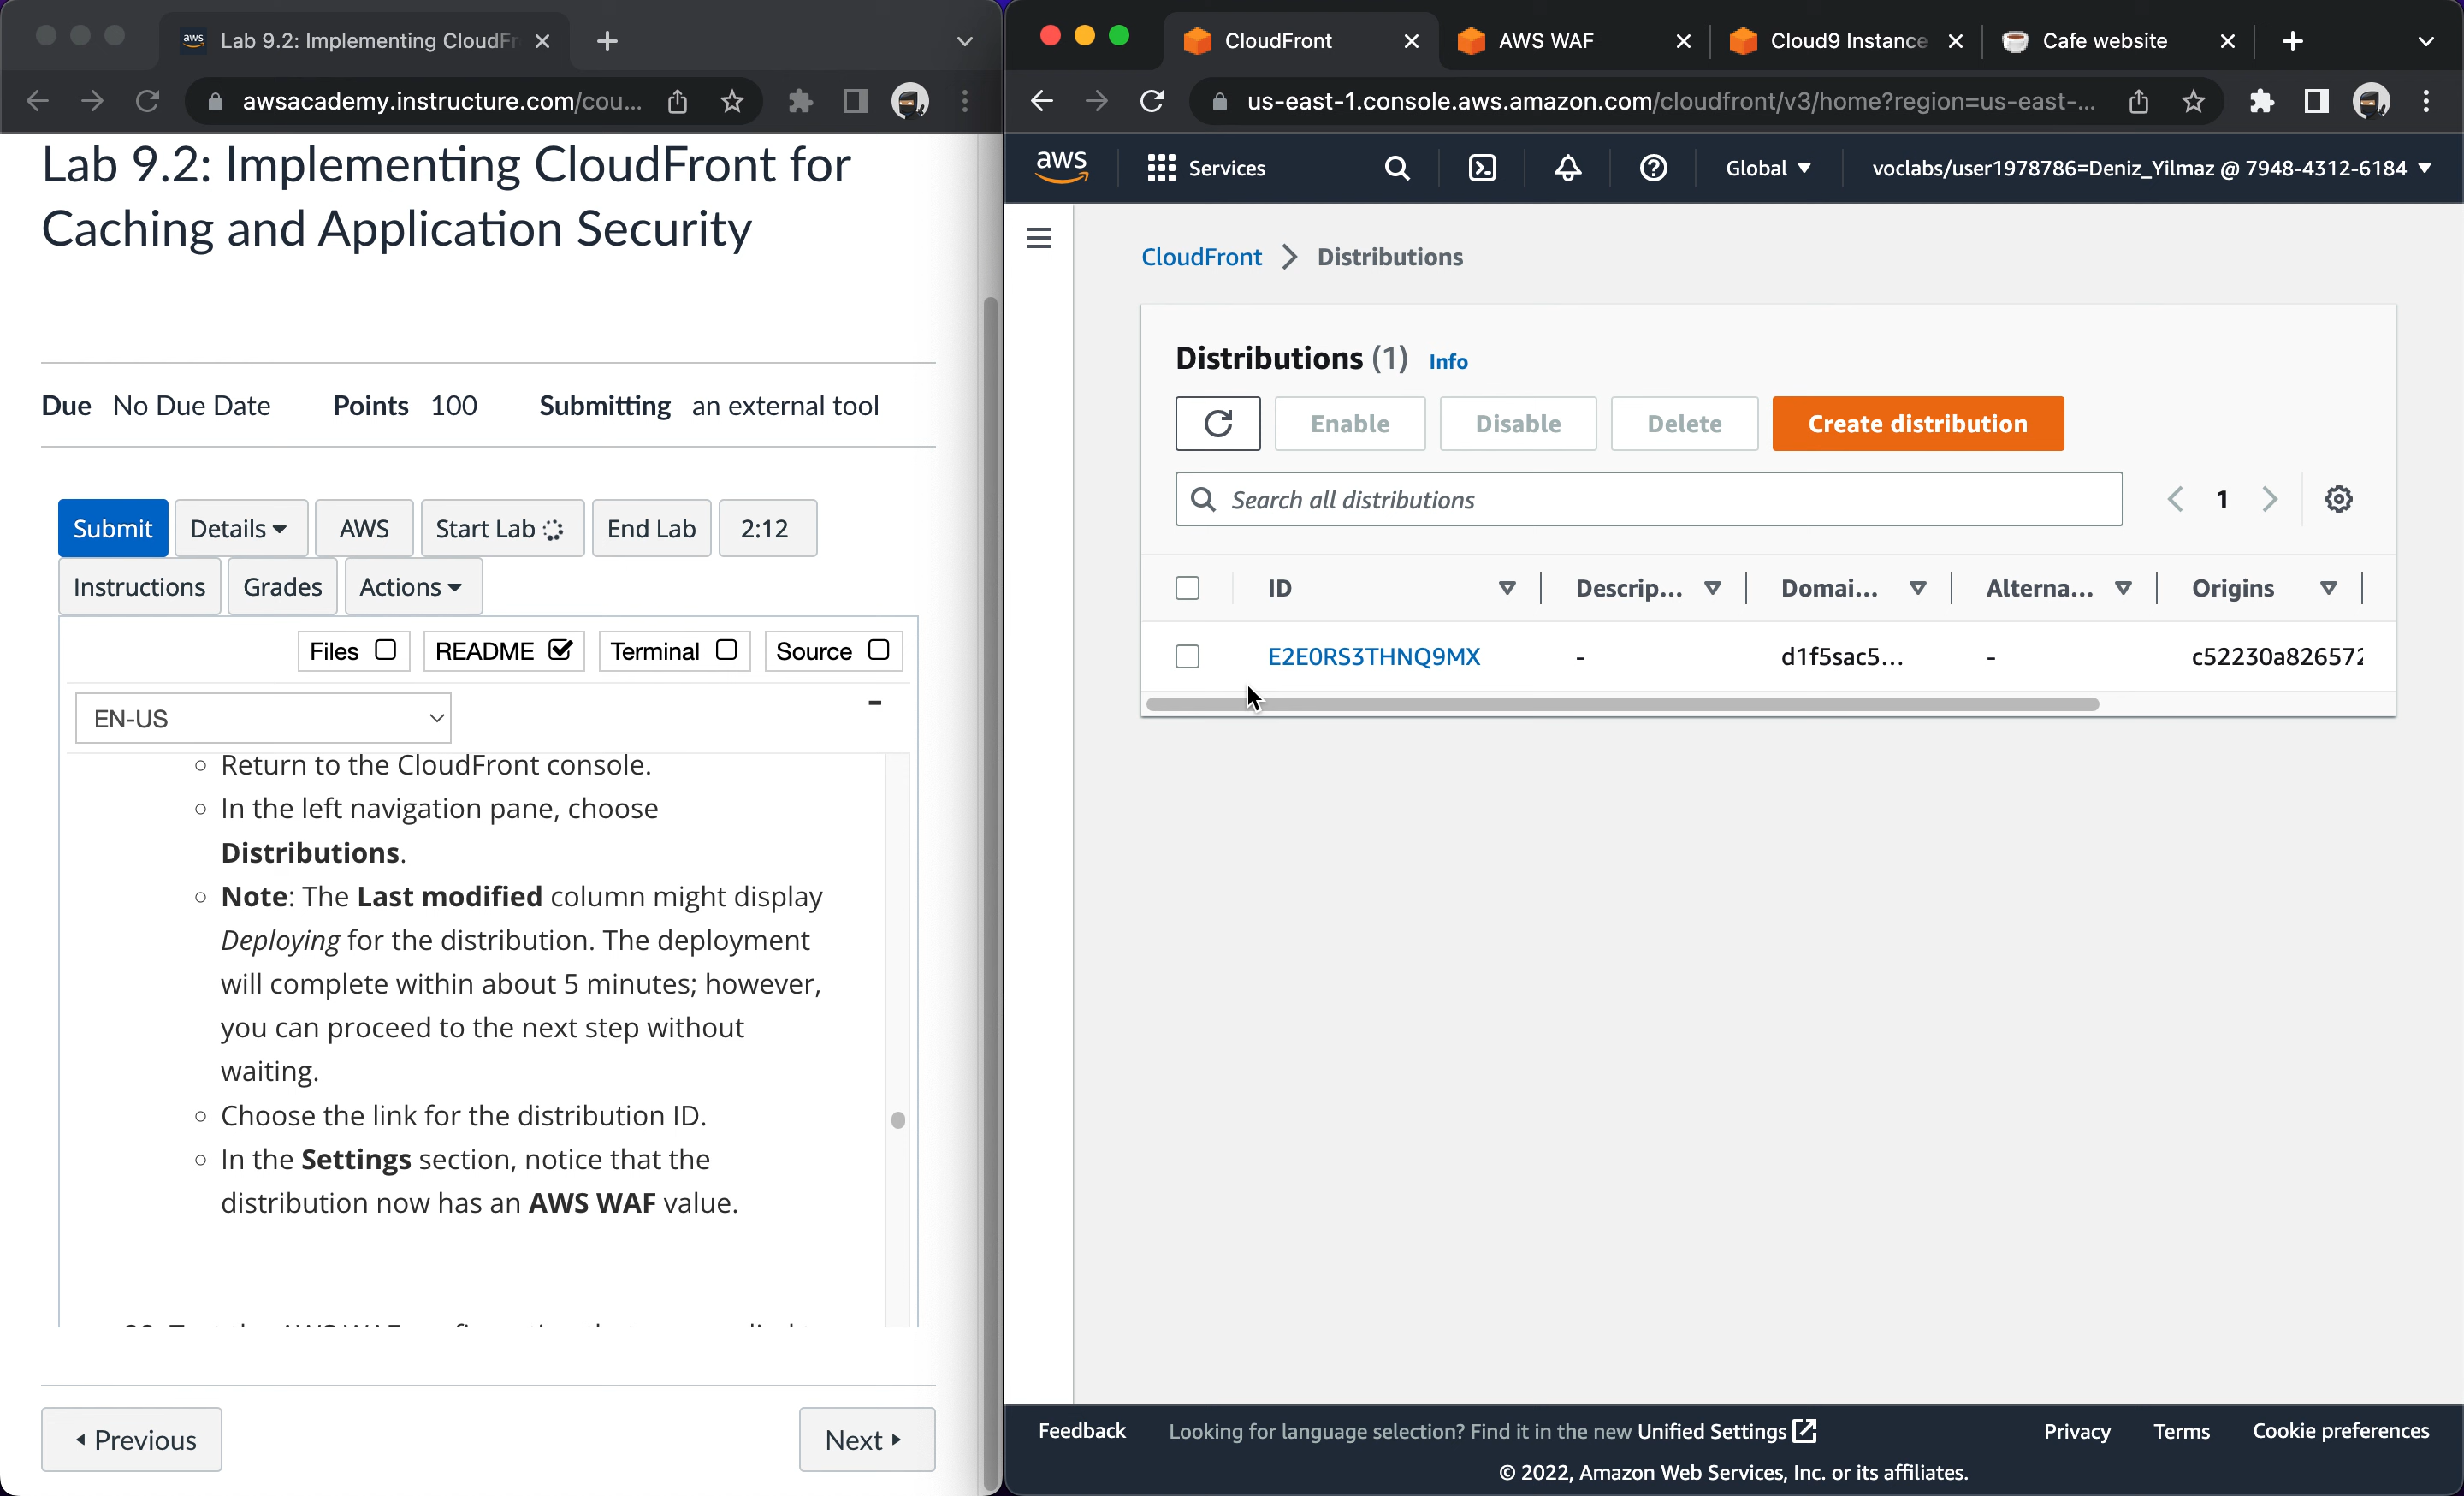 Lab 9.2: Implementing CloudFr
awsacademy.instructure.com/cou...
Lab 9.2: Implementing CloudFront for
Caching and Application Security
Due No Due Date Points 100 Submitting an external tool
Submit Details AWS Start Lab End Lab 2:12
Instructions Grades Actions
Files README Terminal Source
EN-US
Return to the CloudFront console.
In the left navigation pane, choose
Distributions.
Note: The Last modified column might display
Deploying for the distribution. The deployment
will complete within about 5 minutes; however,
you can proceed to the next step without
waiting.
Choose the link for the distribution ID.
In the Settings section, notice that the
distribution now has an AWS WAF value.
Previous Next
CloudFront AWS WAF Cloud9 Instance Cafe website
us-east-1.console.aws.amazon.com/cloudfront/v3/home?region=us-east-...
aws Services Global voclabs/user1978786=Deniz_Yilmaz @ 7948-4312-6184
CloudFront Distributions
Distributions (1) Info
Enable Disable Delete Create distribution
Search all distributions 1
ID Descrip... Domai... Alterna... Origins
E2E0RS3THNQ9MX - d1f5sac5... - c52230a826572
Feedback Looking for language selection? Find it in the new Unified Settings Privacy Terms Cookie preferences
© 2022, Amazon Web Services, Inc. or its affiliates.